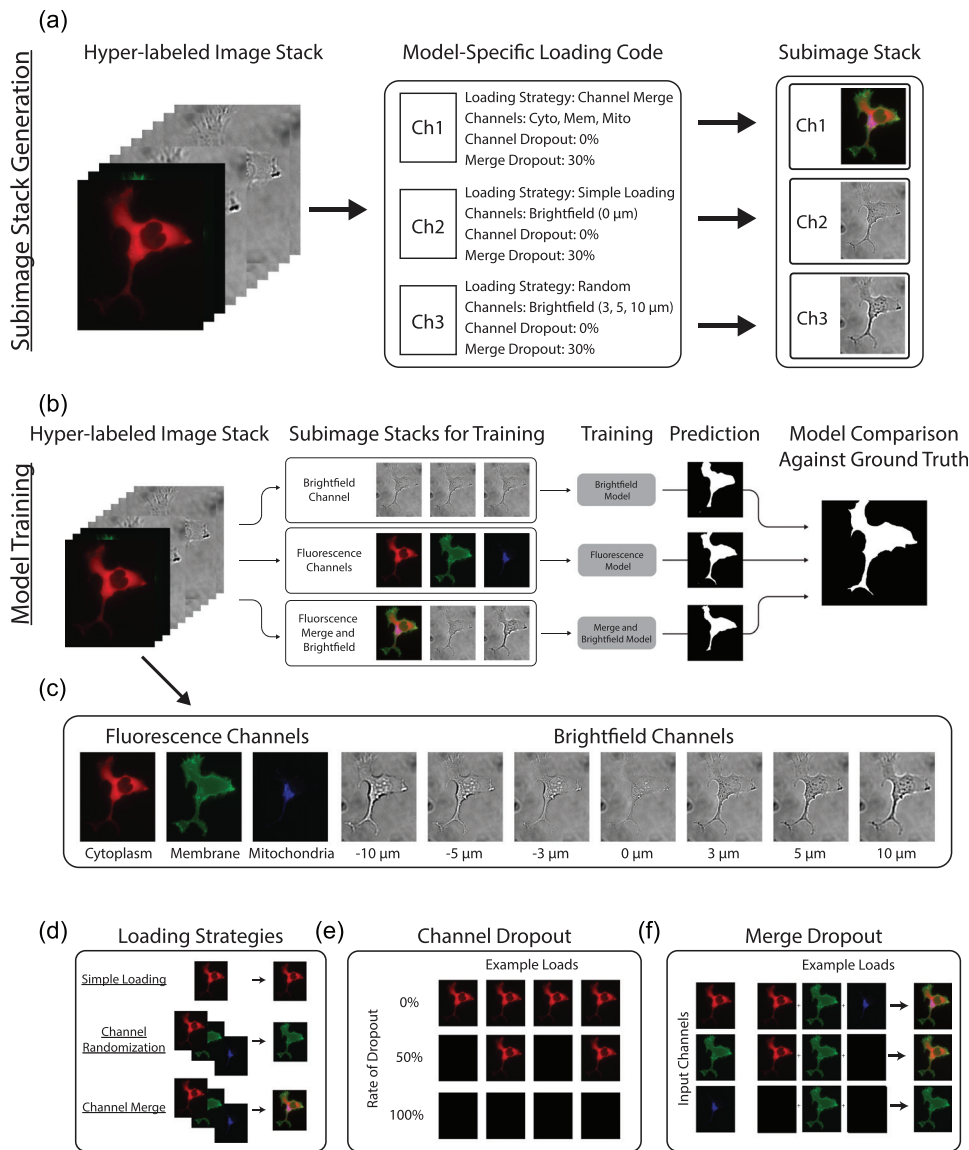 (a)
Subimage Stack Generation
Hyper-labeled Image Stack
Model-Specific Loading Code
Subimage Stack
Ch1
Loading Strategy: Channel Merge
Channels: Cyto, Mem, Mito
Channel Dropout: 0%
Merge Dropout: 30%
Ch2
Loading Strategy: Simple Loading
Channels: Brightfield (0 μm)
Channel Dropout: 0%
Merge Dropout: 30%
Ch3
Loading Strategy: Random
Channels: Brightfield (3, 5, 10 μm)
Channel Dropout: 0%
Merge Dropout: 30%
Ch1
Ch2
Ch3
(b)
Model Training
Hyper-labeled Image Stack
Subimage Stacks for Training
Training
Prediction
Model Comparison
Against Ground Truth
Brightfield
Channel
Brightfield
Model
Fluorescence
Channels
Fluorescence
Model
Fluorscence
Merge and
Brightfield
Merge and
Brightfield Model
(c)
Fluorescence Channels
Brightfield Channels
Cytoplasm
Membrane
Mitochondria
-10 μm
-5 μm
-3 μm
0 μm
3 μm
5 μm
10 μm
(d)
Loading Strategies
Simple Loading
Channel
Randomization
Channel Merge
(e)
Channel Dropout
Example Loads
Rate of Dropout
0%
50%
100%
(f)
Merge Dropout
Example Loads
Input Channels
+ +
+ +
+ +